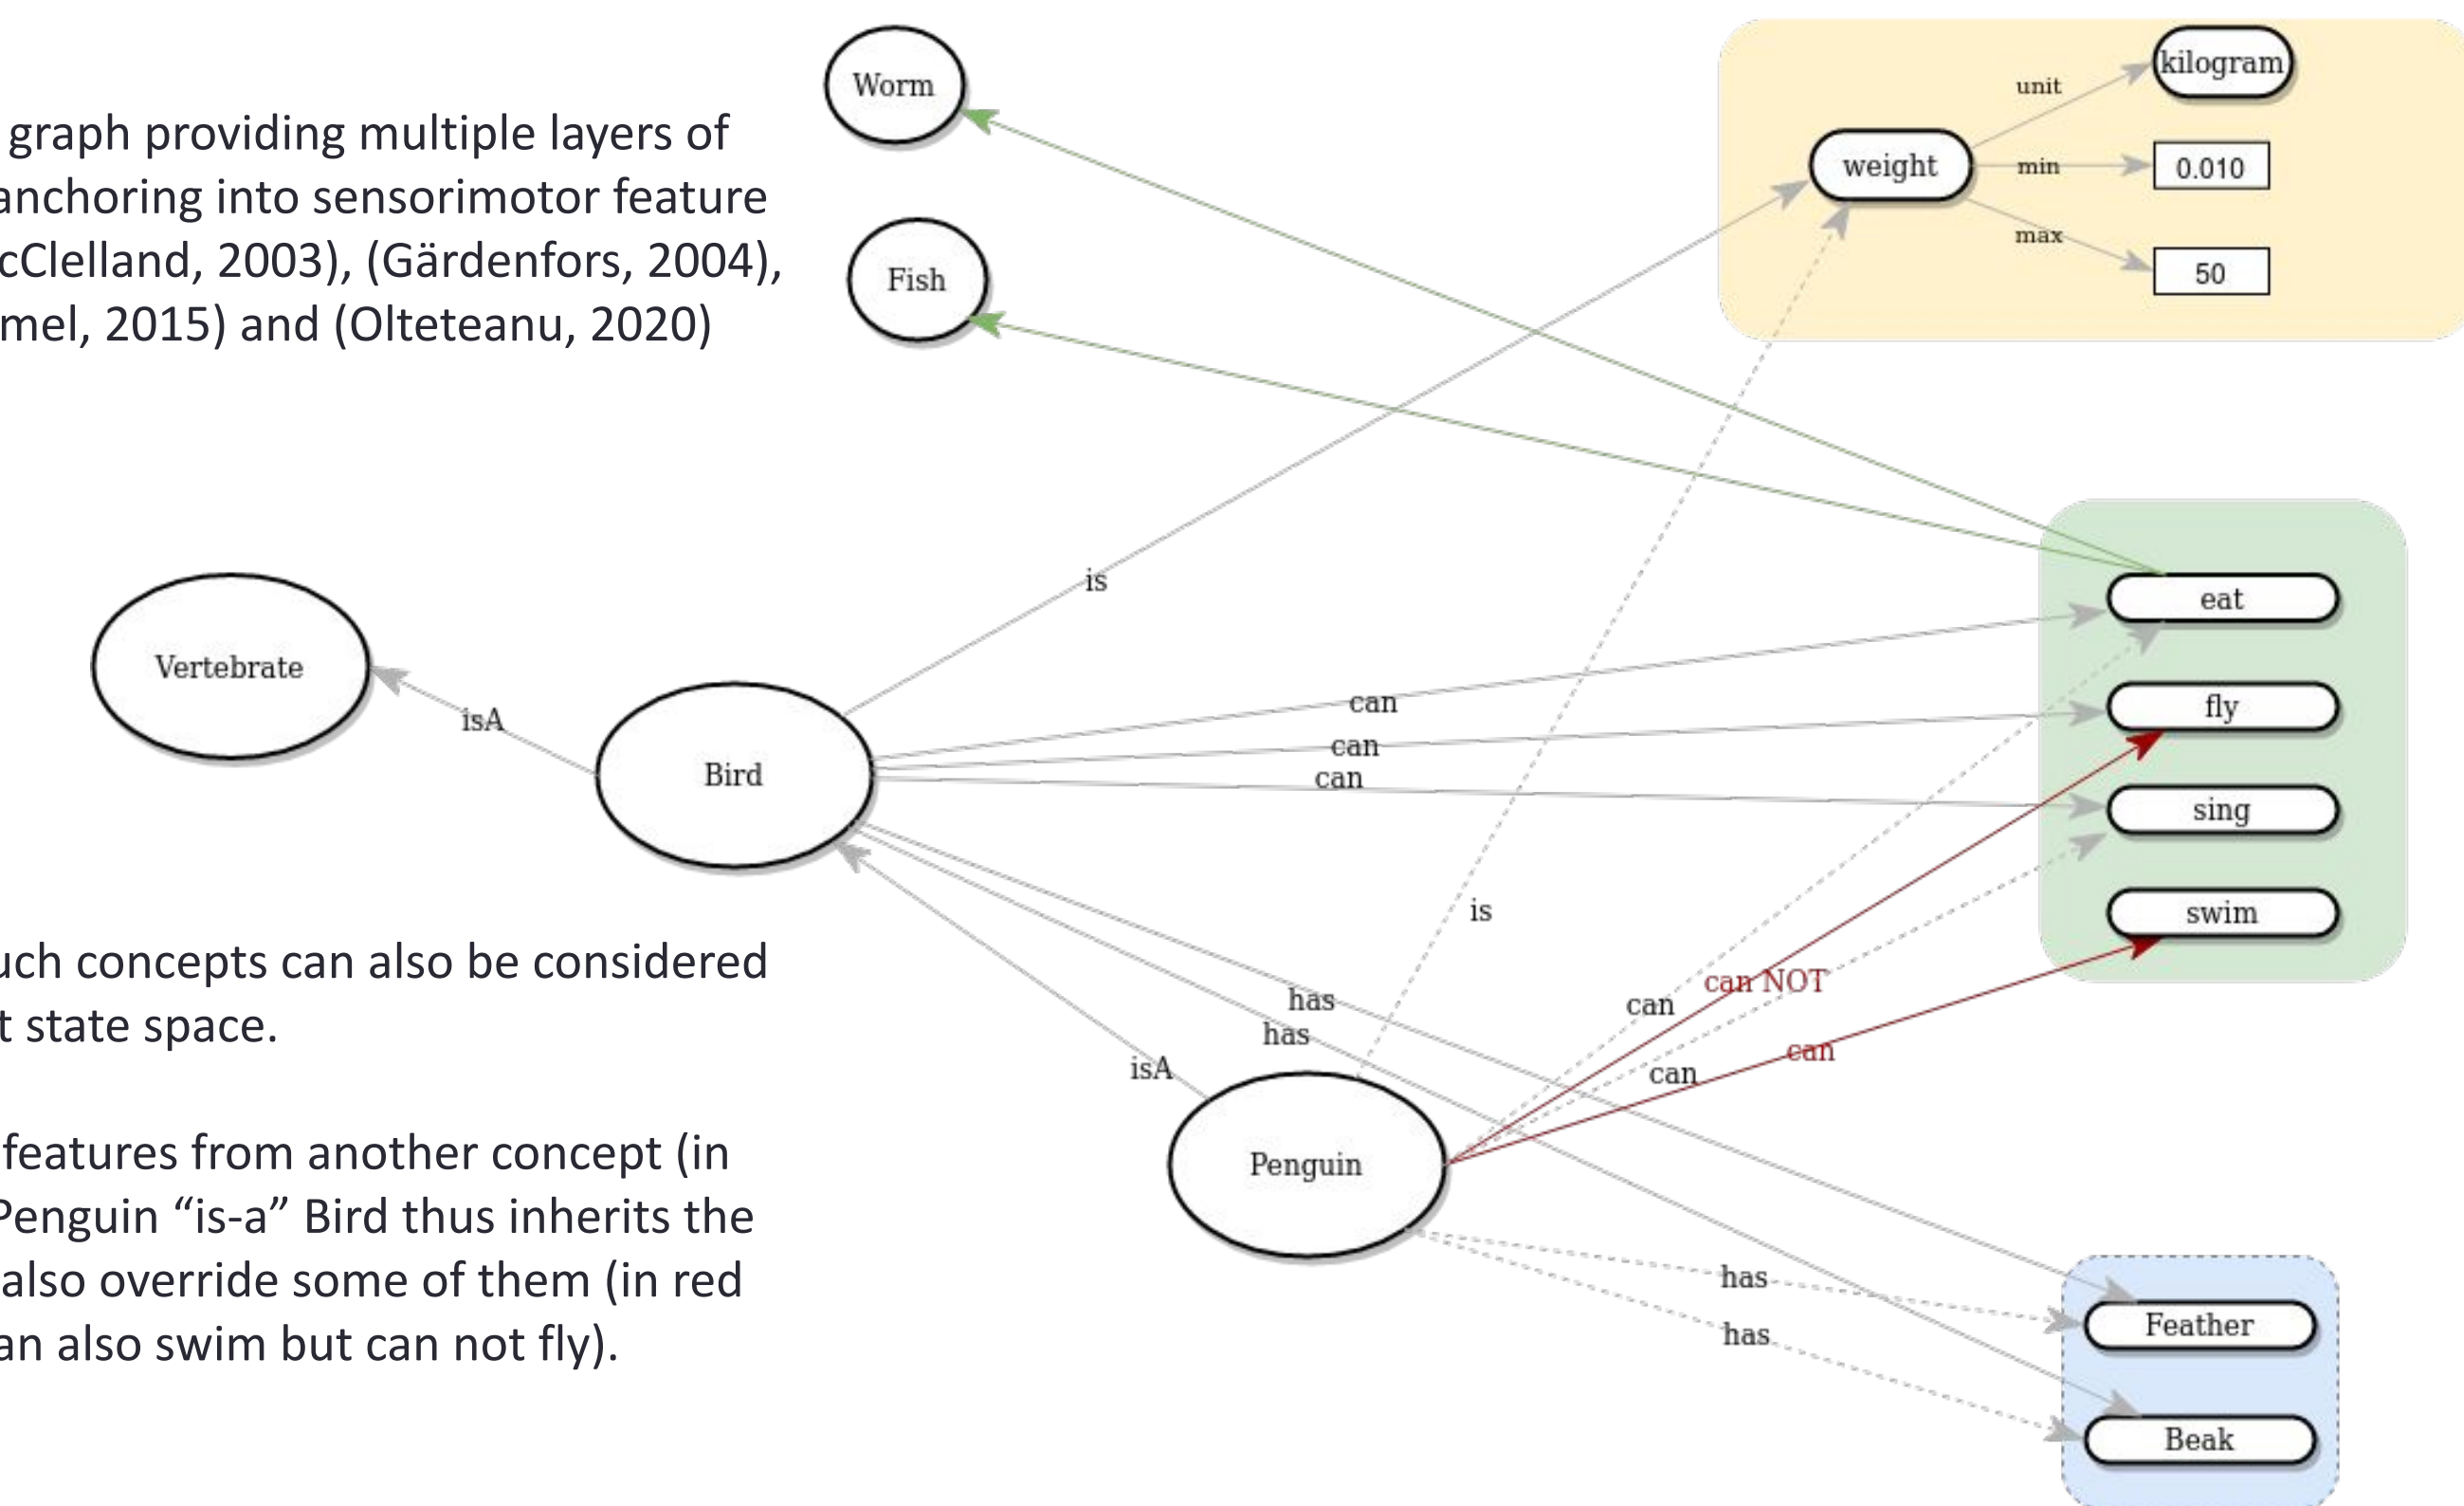 graph providing multiple layers of
anchoring into sensorimotor feature
cClelland, 2003), (Gärdenfors, 2004),
mel, 2015) and (Olteteanu, 2020)
Worm
Fish
kilogram
unit
weight
min
0.010
max
50
is
eat
Vertebrate
isA
can
fly
can
Bird
can
sing
is
swim
uch concepts can also be considered
t state space.
can NOT
has
can
has
can
isA
can
features from another concept (in
Penguin “is-a” Bird thus inherits the
also override some of them (in red
an also swim but can not fly).
Penguin
has
Feather
has
Beak